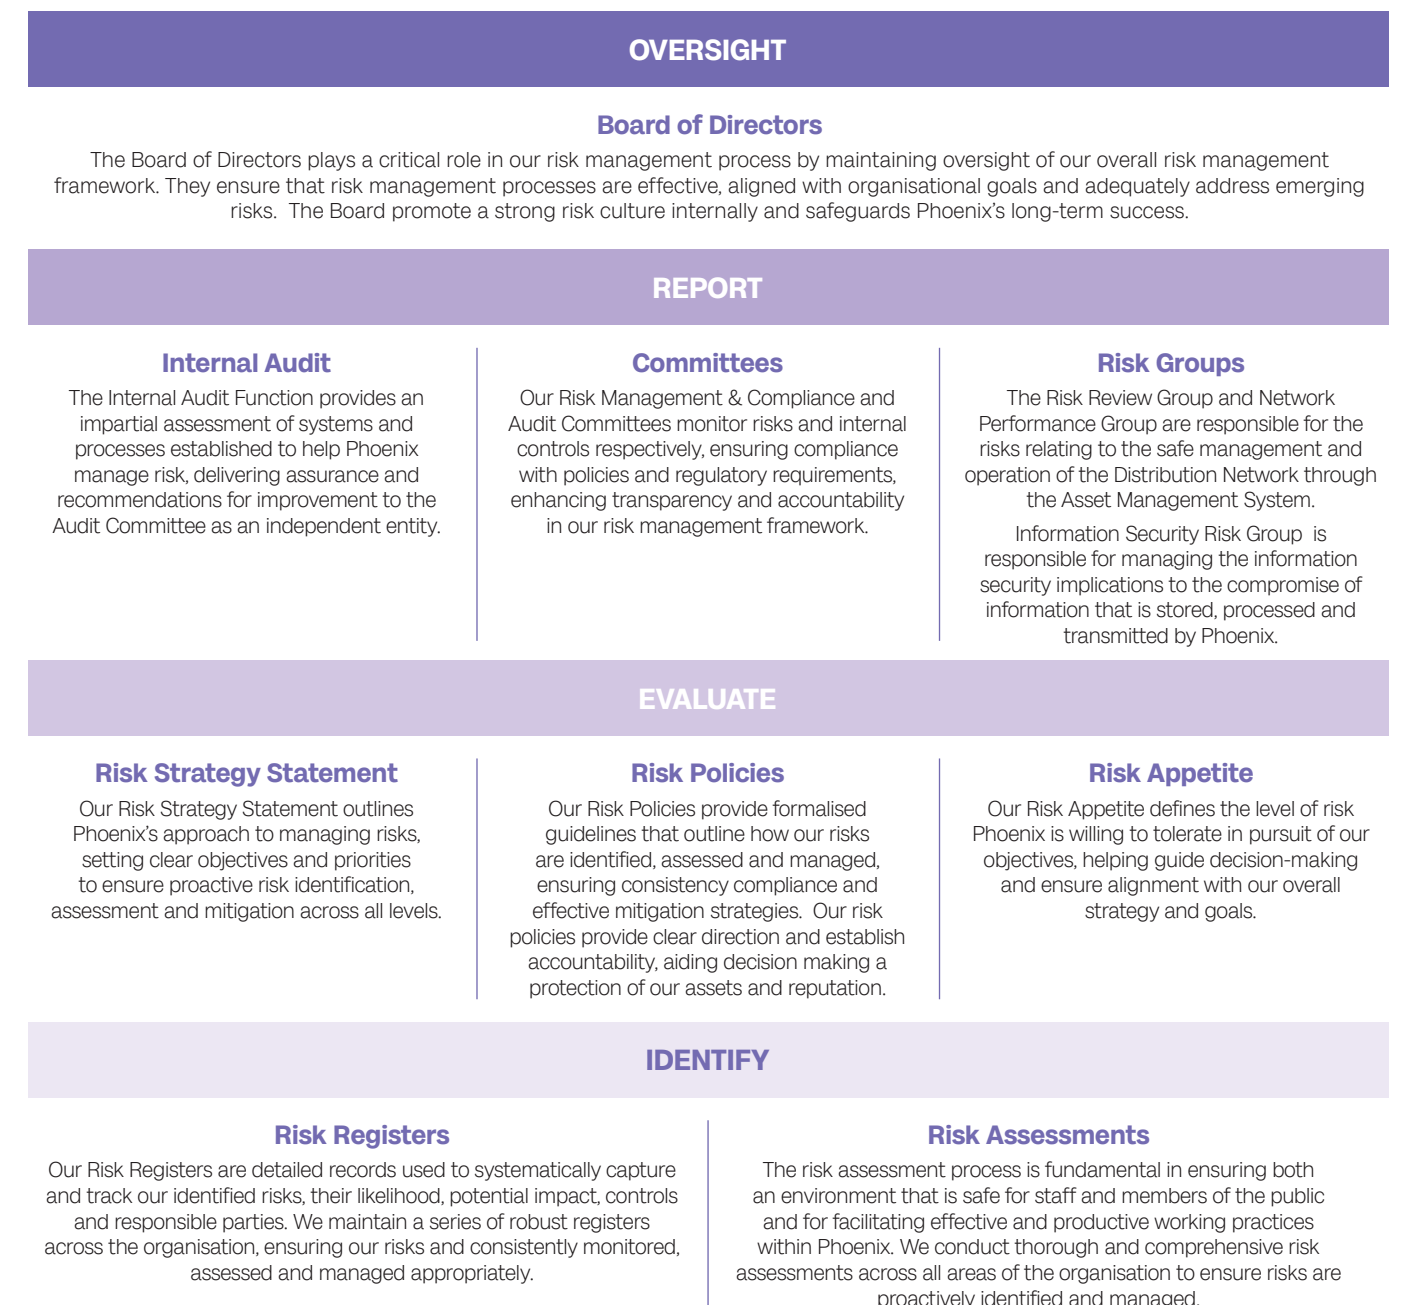 OVERSIGHT
Board of Directors
The Board of Directors plays a critical role in our risk management process by maintaining oversight of our overall risk management
framework. They ensure that risk management processes are effective, aligned with organisational goals and adequately address emerging
risks.  The Board promote a strong risk culture internally and safeguards Phoenix's long-term success.
REPORT
Internal Audit
The Internal Audit Function provides an
impartial assessment of systems and
processes established to help Phoenix
manage risk, delivering assurance and
recommendations for improvement to the
Audit Committee as an independent entity.
Committees
Our Risk Management & Compliance and
Audit Committees monitor risks and internal
controls respectively, ensuring compliance
with policies and regulatory requirements,
enhancing transparency and accountability
in our risk management framework.
Risk Groups
The Risk Review Group and Network
Performance Group are responsible for the
risks relating to the safe management and
operation of the Distribution Network through
the Asset Management System.
Information Security Risk Group  is
responsible for managing the information
security implications to the compromise of
information that is stored, processed and
transmitted by Phoenix.
EVALUATE
Risk Strategy Statement
Our Risk Strategy Statement outlines
Phoenix's approach to managing risks,
setting clear objectives and priorities
to ensure proactive risk identification,
assessment and mitigation across all levels.
Risk Policies
Our Risk Policies provide formalised
guidelines that outline how our risks
are identified, assessed and managed,
ensuring consistency compliance and
effective mitigation strategies.  Our risk
policies provide clear direction and establish
accountability, aiding decision making a
protection of our assets and reputation.
Risk Appetite
Our Risk Appetite defines the level of risk
Phoenix is willing to tolerate in pursuit of our
objectives, helping guide decision-making
and ensure alignment with our overall
strategy and goals.
IDENTIFY
Risk Registers
Our Risk Registers are detailed records used to systematically capture
and track our identified risks, their likelihood, potential impact, controls
and responsible parties. We maintain a series of robust registers
across the organisation, ensuring our risks and consistently monitored,
assessed and managed appropriately.
Risk Assessments
The risk assessment process is fundamental in ensuring both
an environment that is safe for staff and members of the public
and for facilitating effective and productive working practices
within Phoenix. We conduct thorough and comprehensive risk
assessments across all areas of the organisation to ensure risks are
proactively identified and managed.